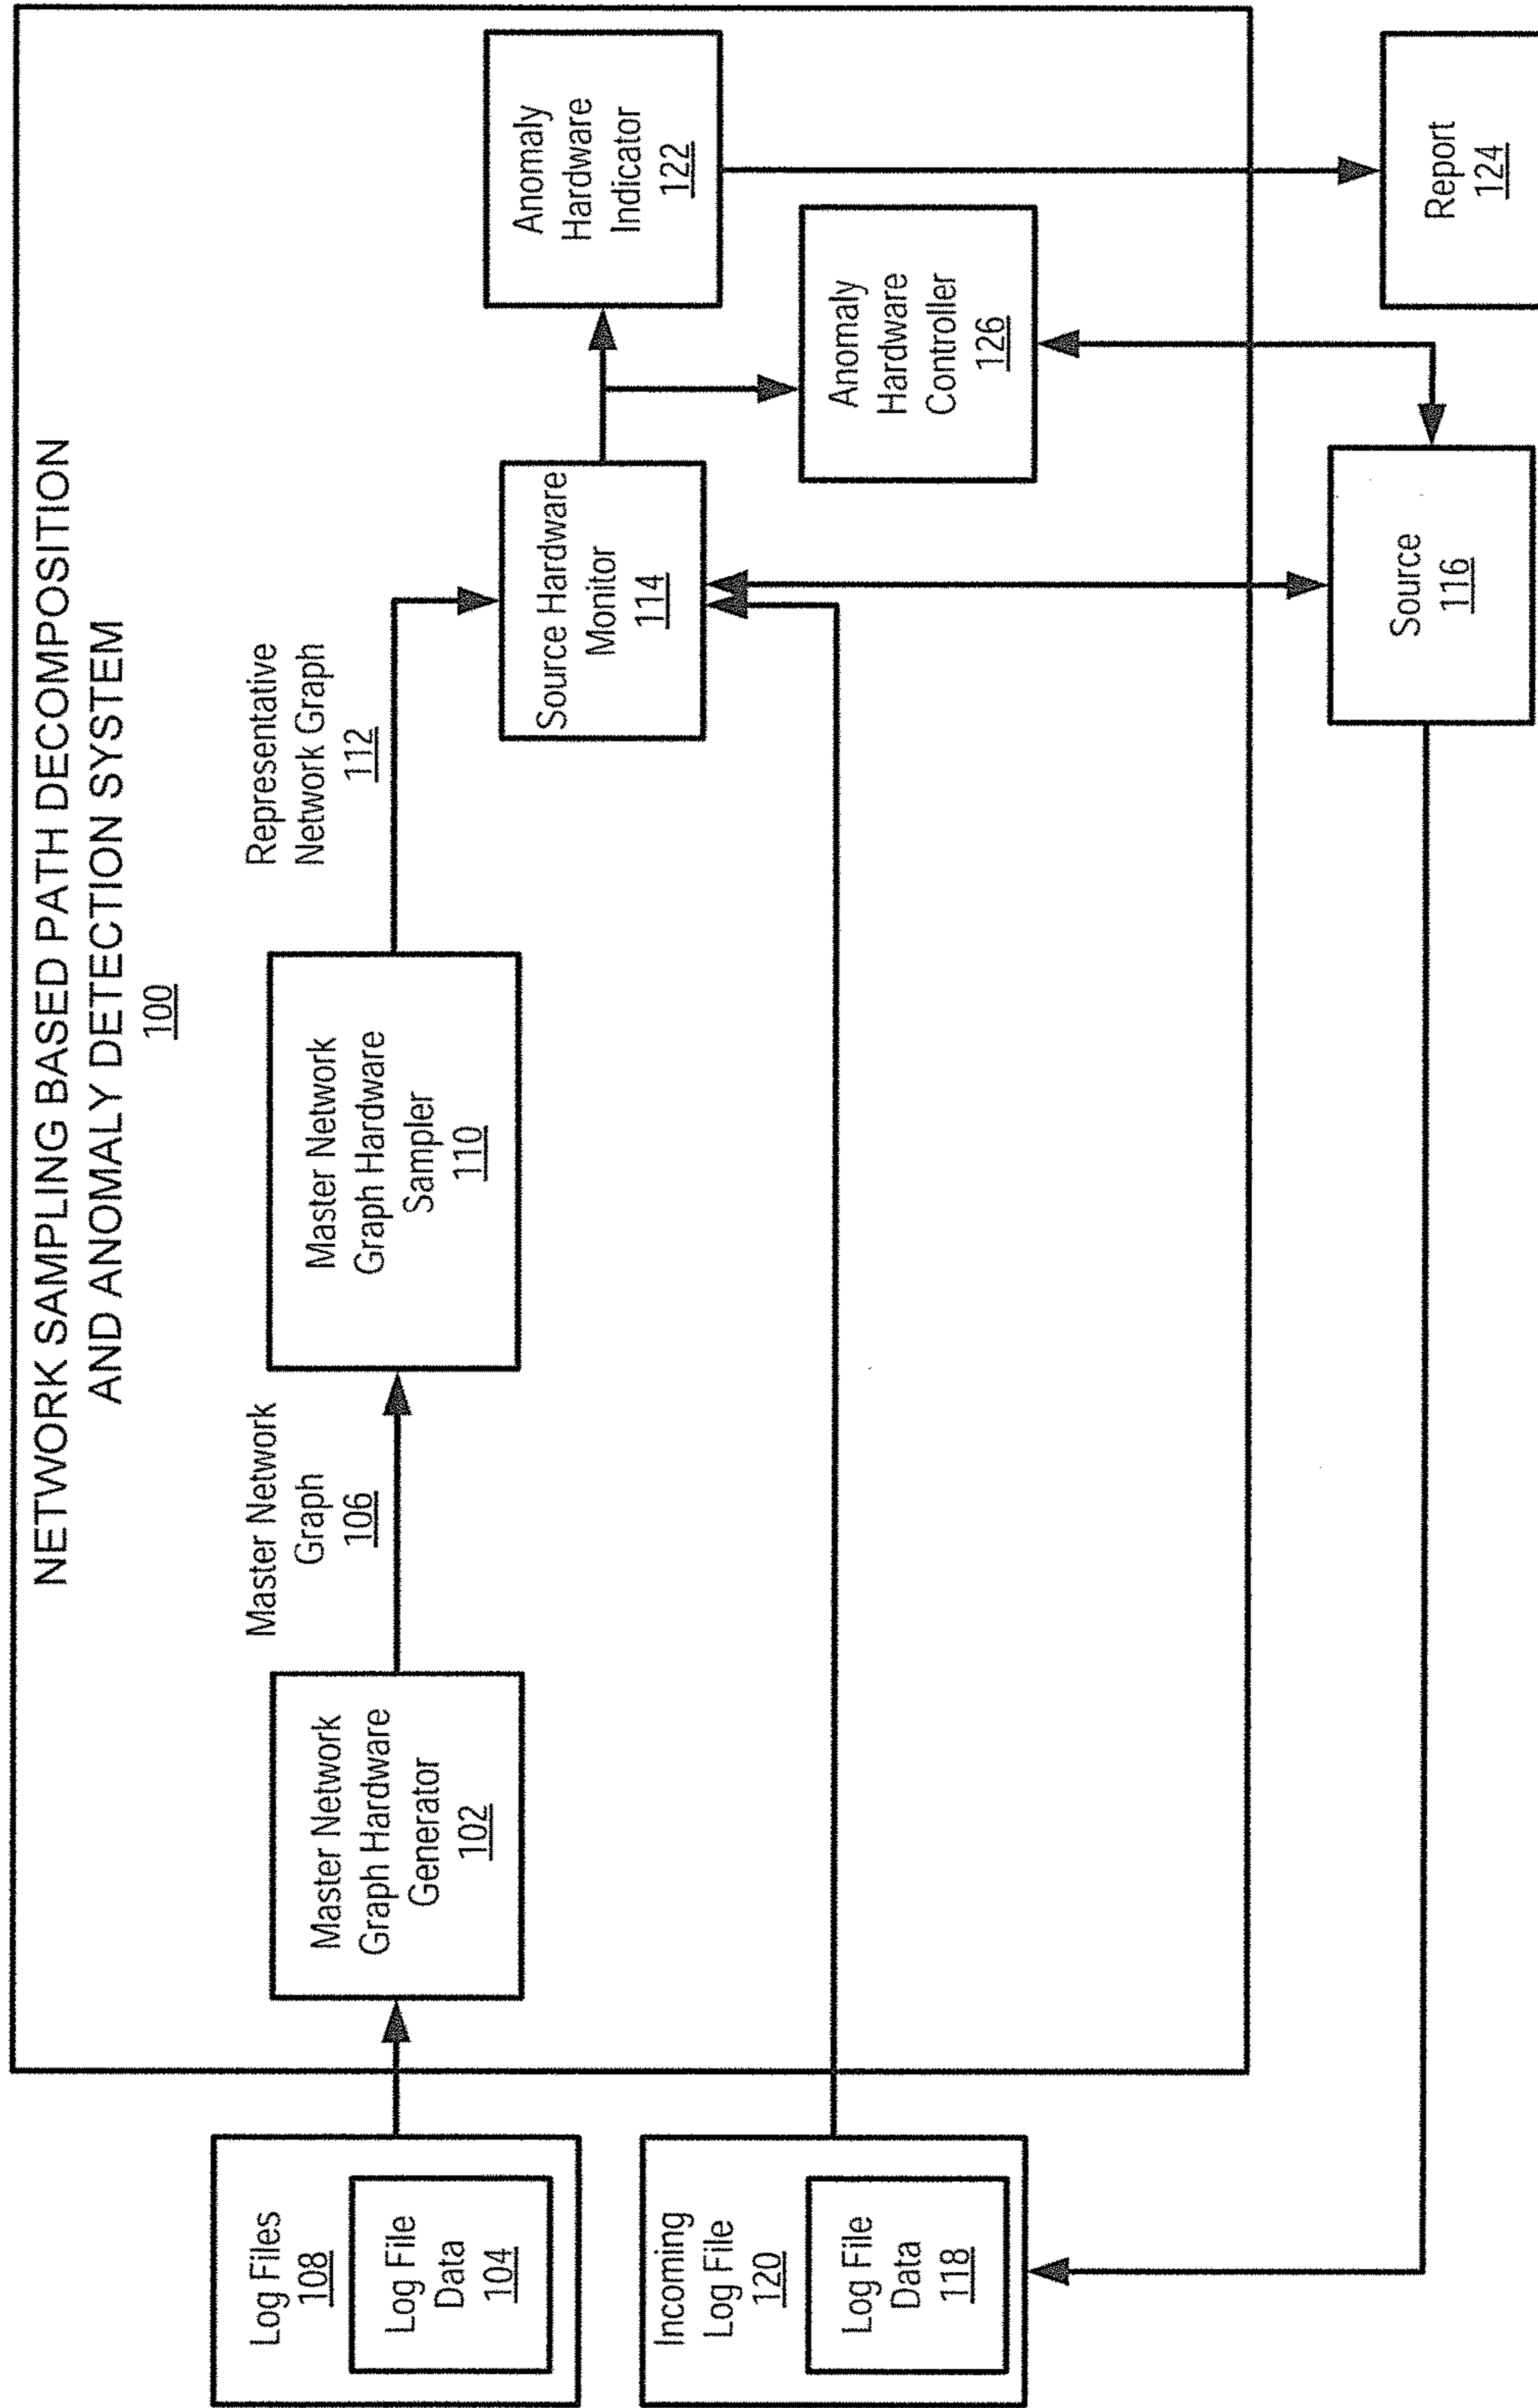 NETWORK SAMPLING BASED PATH DECOMPOSITION
AND ANOMALY DETECTION SYSTEM
100
Log Files
108
Log File
Data
104
Master Network
Graph Hardware
Generator
102
Master Network
Graph
106
Master Network
Graph Hardware
Sampler
110
Representative
Network Graph
112
Source Hardware
Monitor
114
Anomaly
Hardware
Indicator
122
Anomaly
Hardware
Controller
126
Incoming
Log File
120
Log File
Data
118
Source
116
Report
124